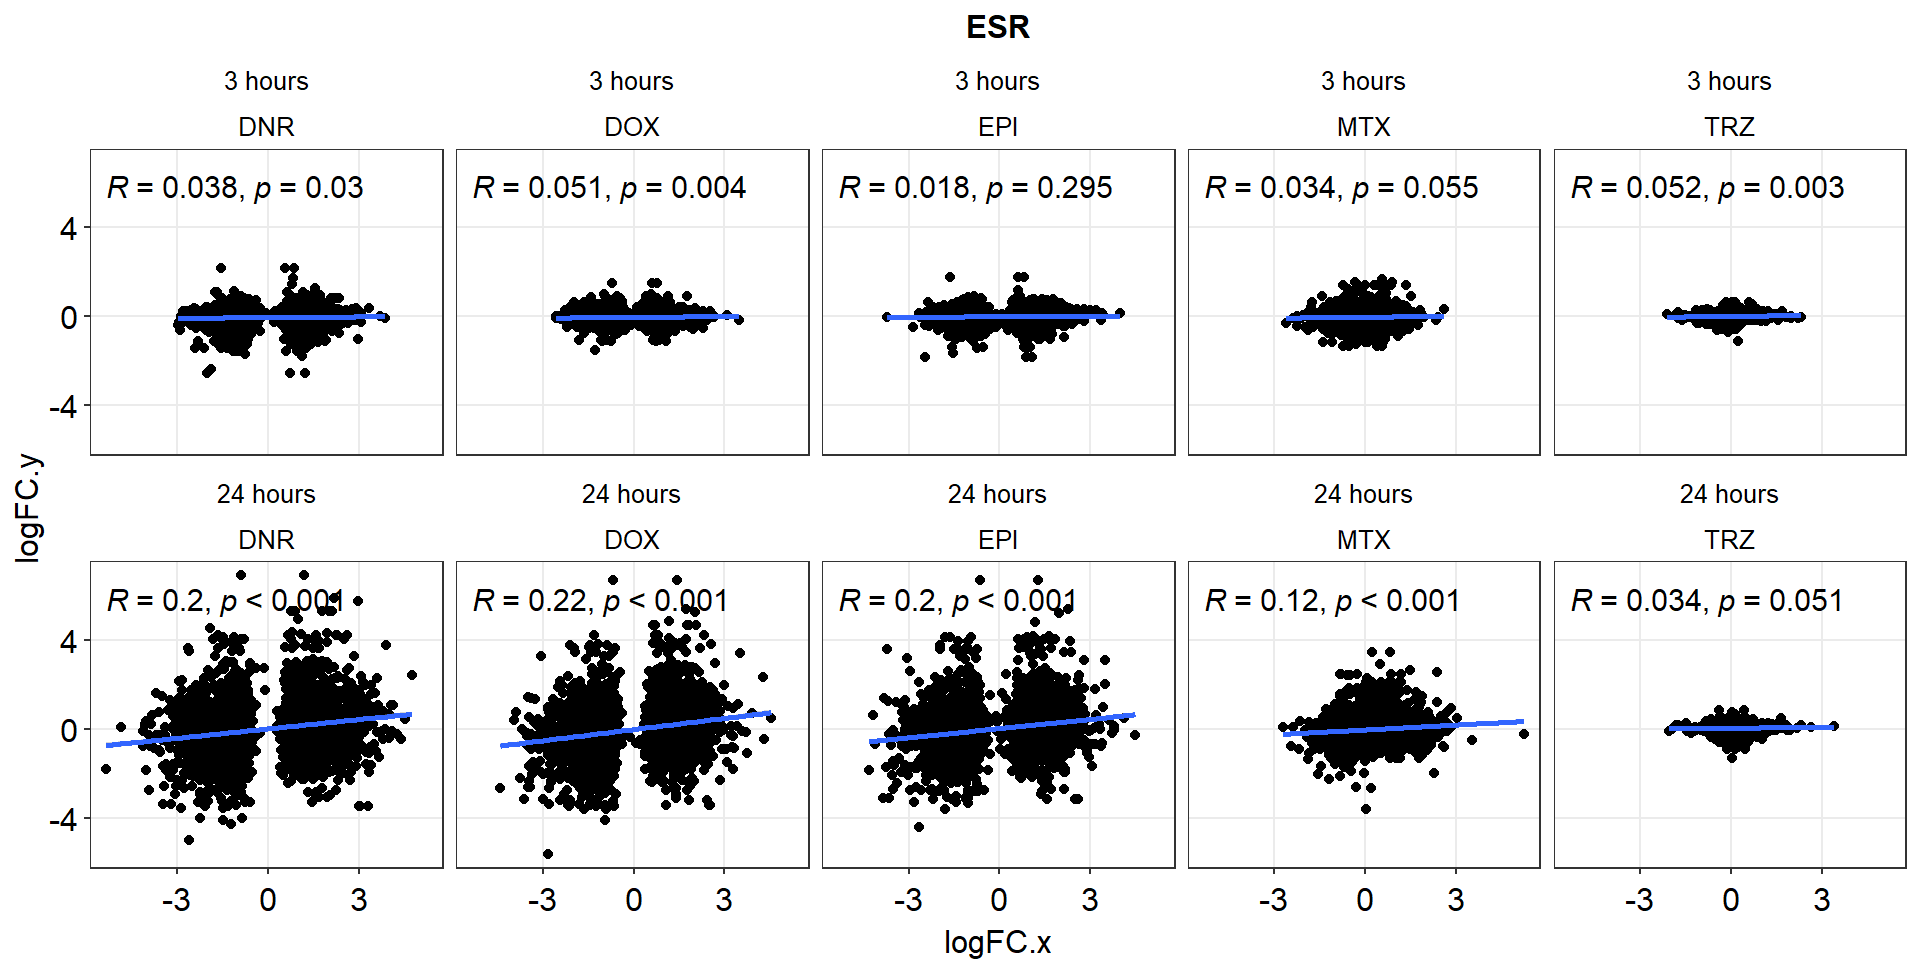 ESR
3 hours 3 hours 3 hours 3 hours 3 hours
DNR DOX EPI MTX TRZ
R = 0.038, p = 0.03 R = 0.051, p = 0.004 R = 0.018, p = 0.295 R = 0.034, p = 0.055 R = 0.052, p = 0.003
4
0
-4
logFC.y
24 hours 24 hours 24 hours 24 hours 24 hours
DNR DOX EPI MTX TRZ
R = 0.2, p < 0.001 R = 0.22, p < 0.001 R = 0.2, p < 0.001 R = 0.12, p < 0.001 R = 0.034, p = 0.051
4
0
-4
-3 0 3 -3 0 3 -3 0 3 -3 0 3 -3 0 3
logFC.x